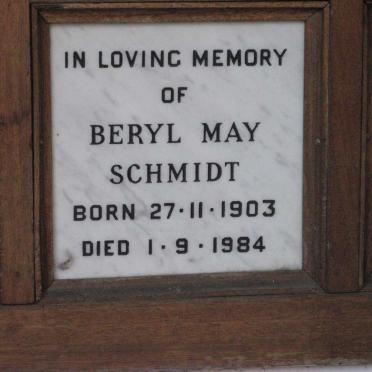 IN LOVING MEMORY
OF
BERYL MAY
SCHMIDT
BORN 27·11·1903
DIED 1·9·1984